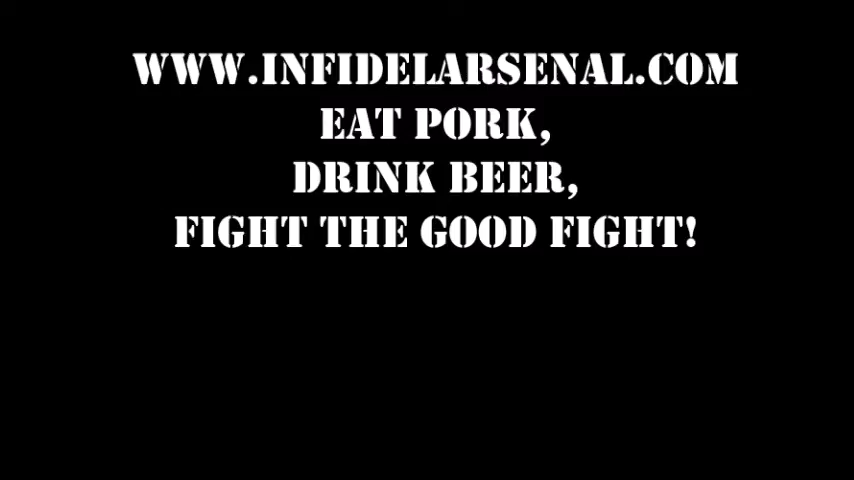 WWW.INFIDELARSENAL.COM
EAT PORK,
DRINK BEER,
FIGHT THE GOOD FIGHT!